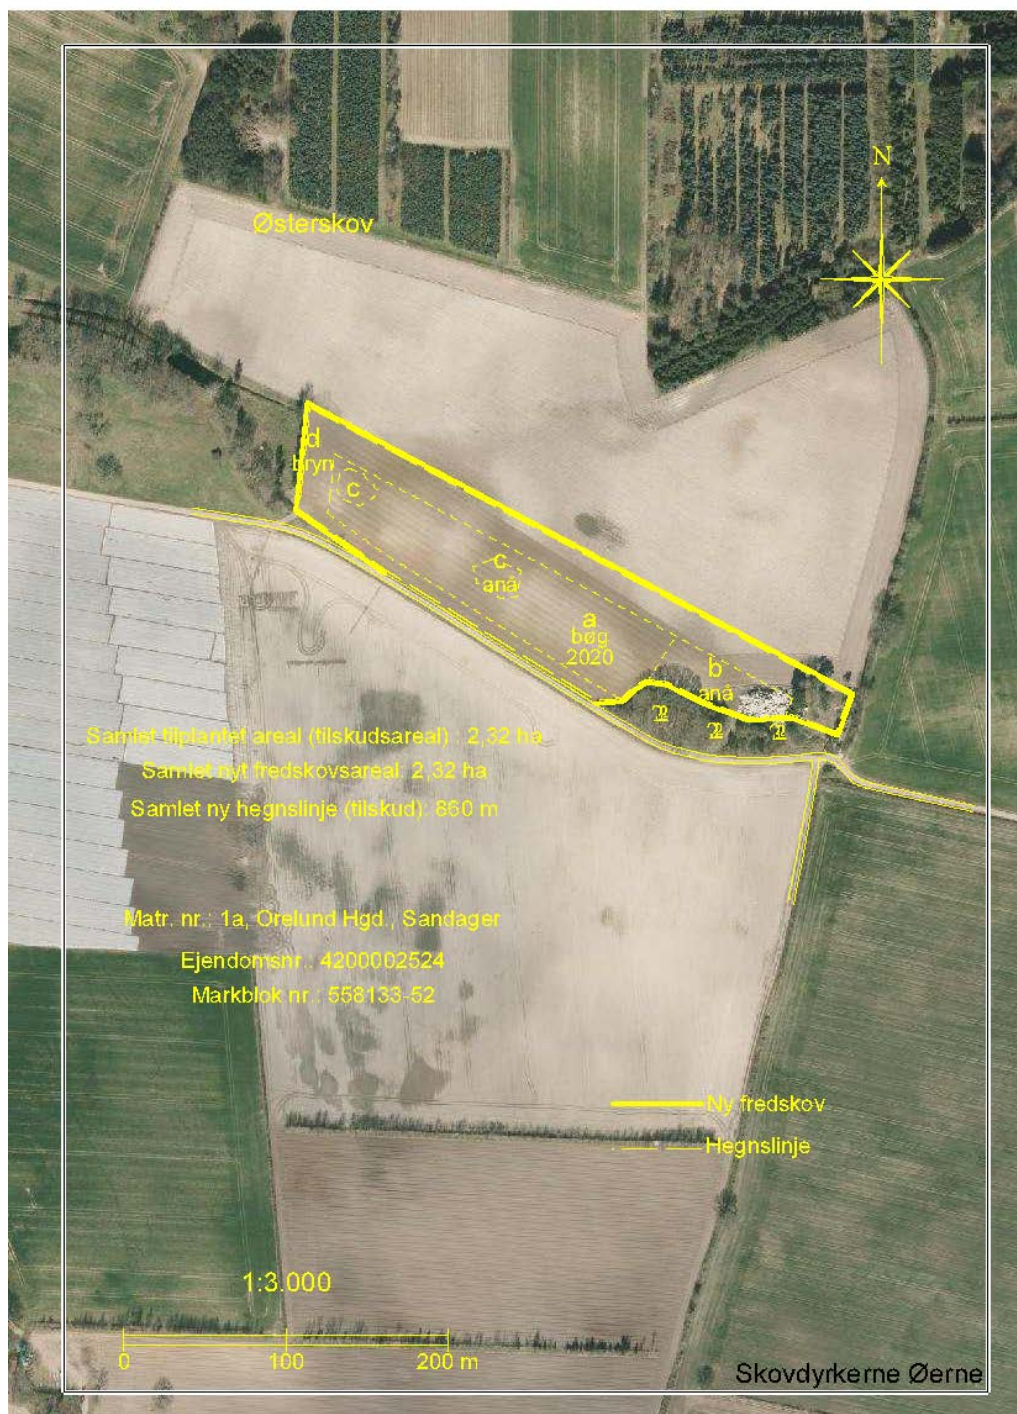 N
Østerskov
d
bryn
c
c
anå
a
bøg
2020
b
anå
Samlet tilplantet areal (tilskudsareal) : 2,32 ha
Samlet nyt fredskovsareal: 2,32 ha
Samlet ny hegnslinje (tilskud): 860 m
Matr. nr.: 1a, Orelund Hgd., Sandager
Ejendomsnr.: 4200002524
Markblok nr.: 558133-52
Ny fredskov
Hegnslinje
1:3.000
0 100 200 m
Skovdyrkerne Øerne